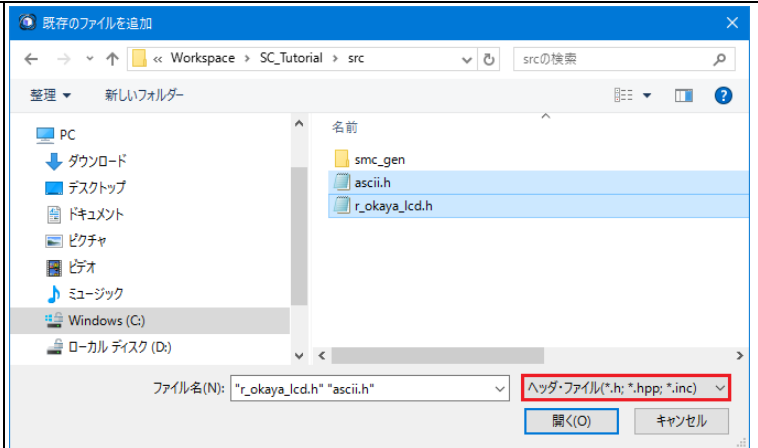 既存のファイルを追加
« Workspace › SC_Tutorial › src
srcの検索
整理 ▼ 新しいフォルダー
PC
ダウンロード
デスクトップ
ドキュメント
ピクチャ
ビデオ
ミュージック
Windows (C:)
ローカル ディスク (D:)
名前
smc_gen
ascii.h
r_okaya_lcd.h
ファイル名(N): "r_okaya_lcd.h" "ascii.h"
ヘッダ・ファイル(*.h; *.hpp; *.inc)
開く(O) キャンセル